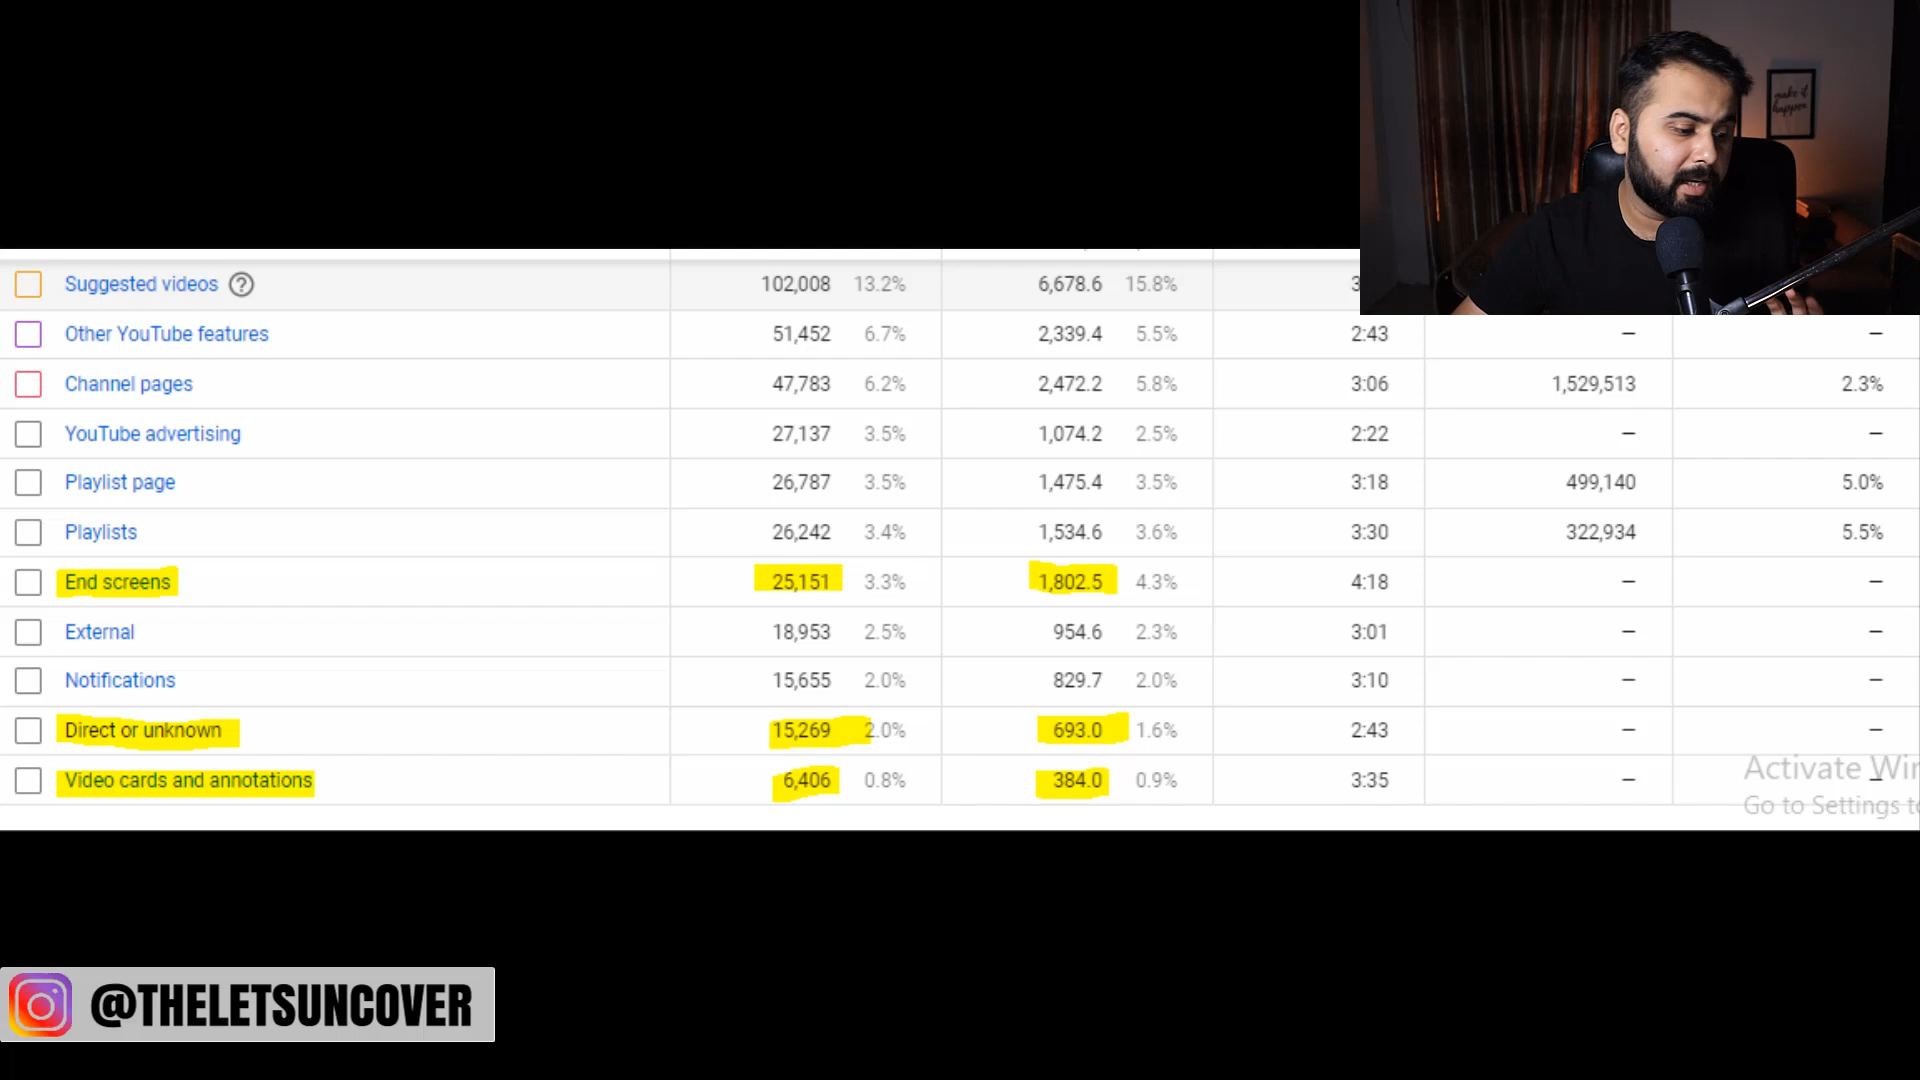 make it
happen
Suggested videos ? 102,008 13.2% 6,678.6 15.8% 3
Other YouTube features 51,452 6.7% 2,339.4 5.5% 2:43 — —
Channel pages 47,783 6.2% 2,472.2 5.8% 3:06 1,529,513 2.3%
YouTube advertising 27,137 3.5% 1,074.2 2.5% 2:22 — —
Playlist page 26,787 3.5% 1,475.4 3.5% 3:18 499,140 5.0%
Playlists 26,242 3.4% 1,534.6 3.6% 3:30 322,934 5.5%
End screens 25,151 3.3% 1,802.5 4.3% 4:18 — —
External 18,953 2.5% 954.6 2.3% 3:01 — —
Notifications 15,655 2.0% 829.7 2.0% 3:10 — —
Direct or unknown 15,269 2.0% 693.0 1.6% 2:43 — —
Video cards and annotations 6,406 0.8% 384.0 0.9% 3:35 — —
Activate Win
Go to Settings to
@THELETSUNCOVER